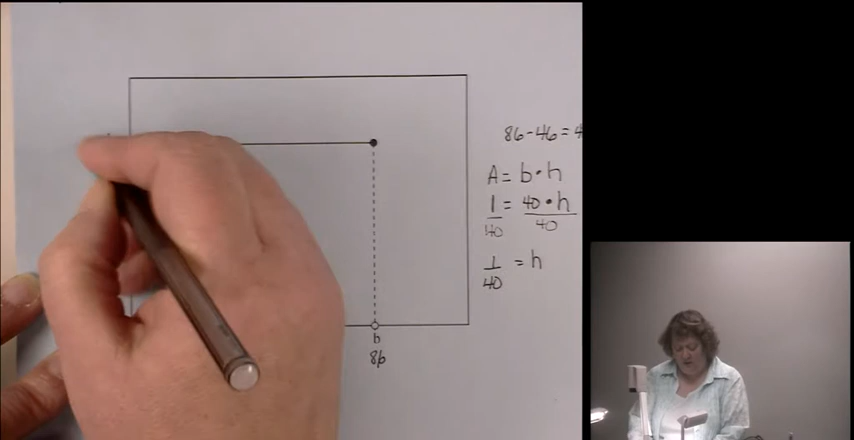 86-46=4
A = b·h
1/40 = 40·h/40
1/40 = h
b
86